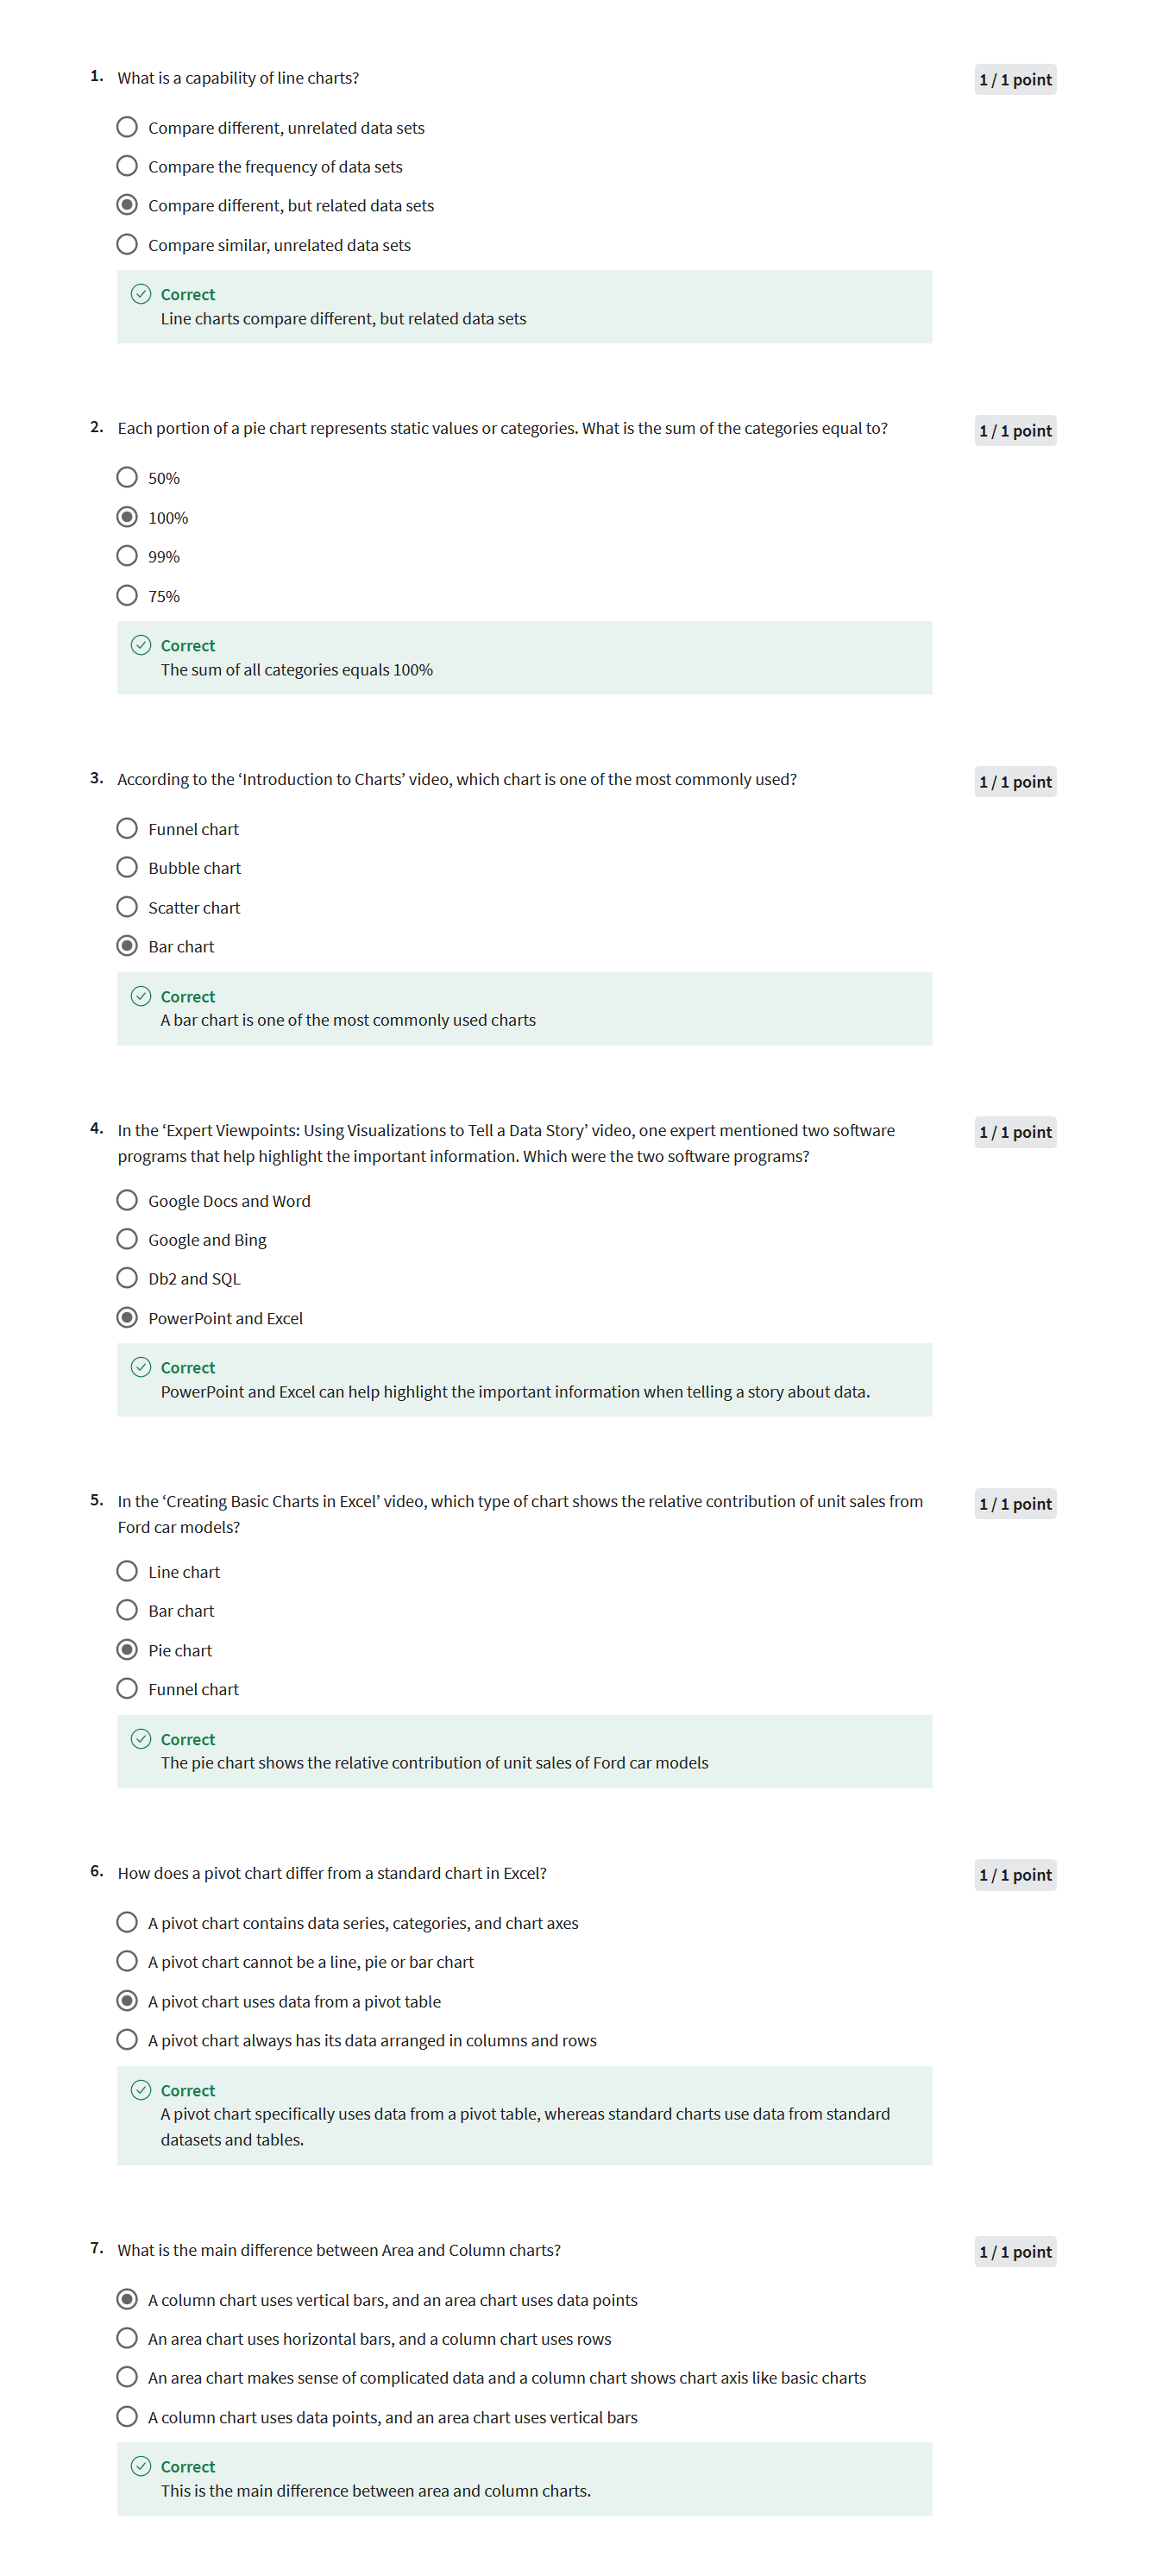 1. What is a capability of line charts?
1 / 1 point
Compare different, unrelated data sets
Compare the frequency of data sets
Compare different, but related data sets
Compare similar, unrelated data sets
Correct
Line charts compare different, but related data sets
2. Each portion of a pie chart represents static values or categories. What is the sum of the categories equal to?
1 / 1 point
50%
100%
99%
75%
Correct
The sum of all categories equals 100%
3. According to the ‘Introduction to Charts’ video, which chart is one of the most commonly used?
1 / 1 point
Funnel chart
Bubble chart
Scatter chart
Bar chart
Correct
A bar chart is one of the most commonly used charts
4. In the ‘Expert Viewpoints: Using Visualizations to Tell a Data Story’ video, one expert mentioned two software
programs that help highlight the important information. Which were the two software programs?
1 / 1 point
Google Docs and Word
Google and Bing
Db2 and SQL
PowerPoint and Excel
Correct
PowerPoint and Excel can help highlight the important information when telling a story about data.
5. In the ‘Creating Basic Charts in Excel’ video, which type of chart shows the relative contribution of unit sales from
Ford car models?
1 / 1 point
Line chart
Bar chart
Pie chart
Funnel chart
Correct
The pie chart shows the relative contribution of unit sales of Ford car models
6. How does a pivot chart differ from a standard chart in Excel?
1 / 1 point
A pivot chart contains data series, categories, and chart axes
A pivot chart cannot be a line, pie or bar chart
A pivot chart uses data from a pivot table
A pivot chart always has its data arranged in columns and rows
Correct
A pivot chart specifically uses data from a pivot table, whereas standard charts use data from standard
datasets and tables.
7. What is the main difference between Area and Column charts?
1 / 1 point
A column chart uses vertical bars, and an area chart uses data points
An area chart uses horizontal bars, and a column chart uses rows
An area chart makes sense of complicated data and a column chart shows chart axis like basic charts
A column chart uses data points, and an area chart uses vertical bars
Correct
This is the main difference between area and column charts.